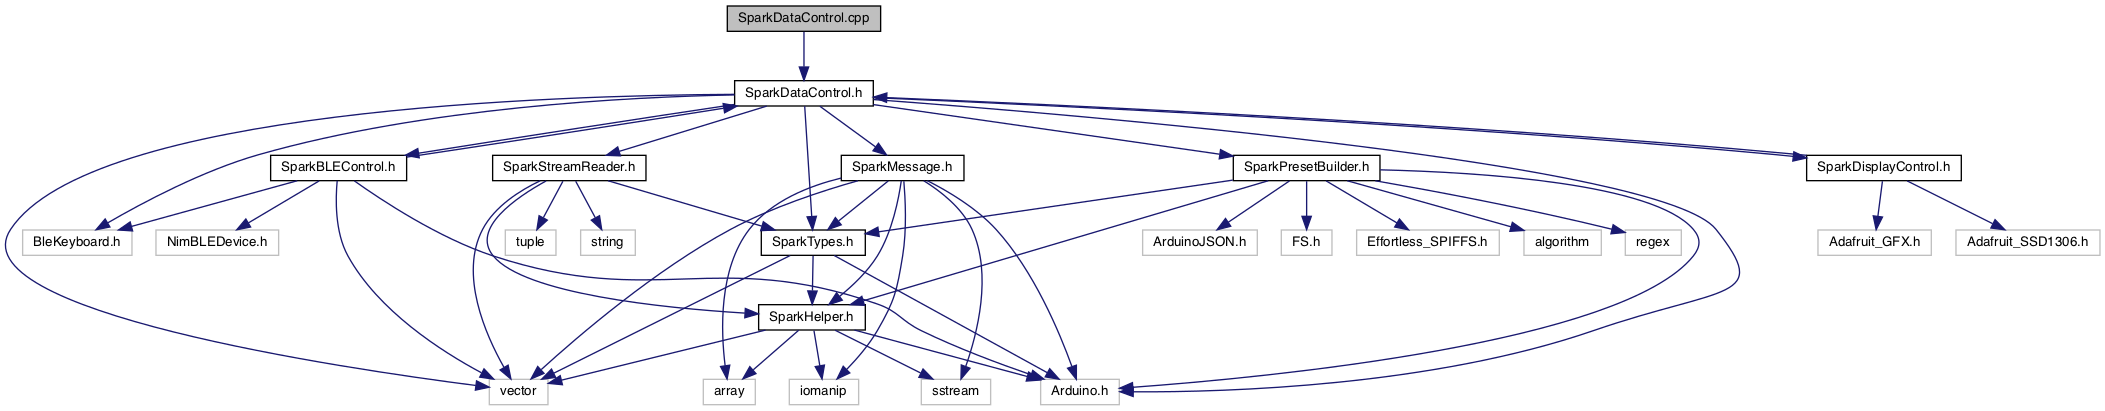 SparkDataControl.cpp
SparkDataControl.h
SparkBLEControl.h
SparkStreamReader.h
SparkMessage.h
SparkPresetBuilder.h
SparkDisplayControl.h
BleKeyboard.h
NimBLEDevice.h
tuple
string
SparkTypes.h
ArduinoJSON.h
FS.h
Effortless_SPIFFS.h
algorithm
regex
Adafruit_GFX.h
Adafruit_SSD1306.h
SparkHelper.h
vector
array
iomanip
sstream
Arduino.h